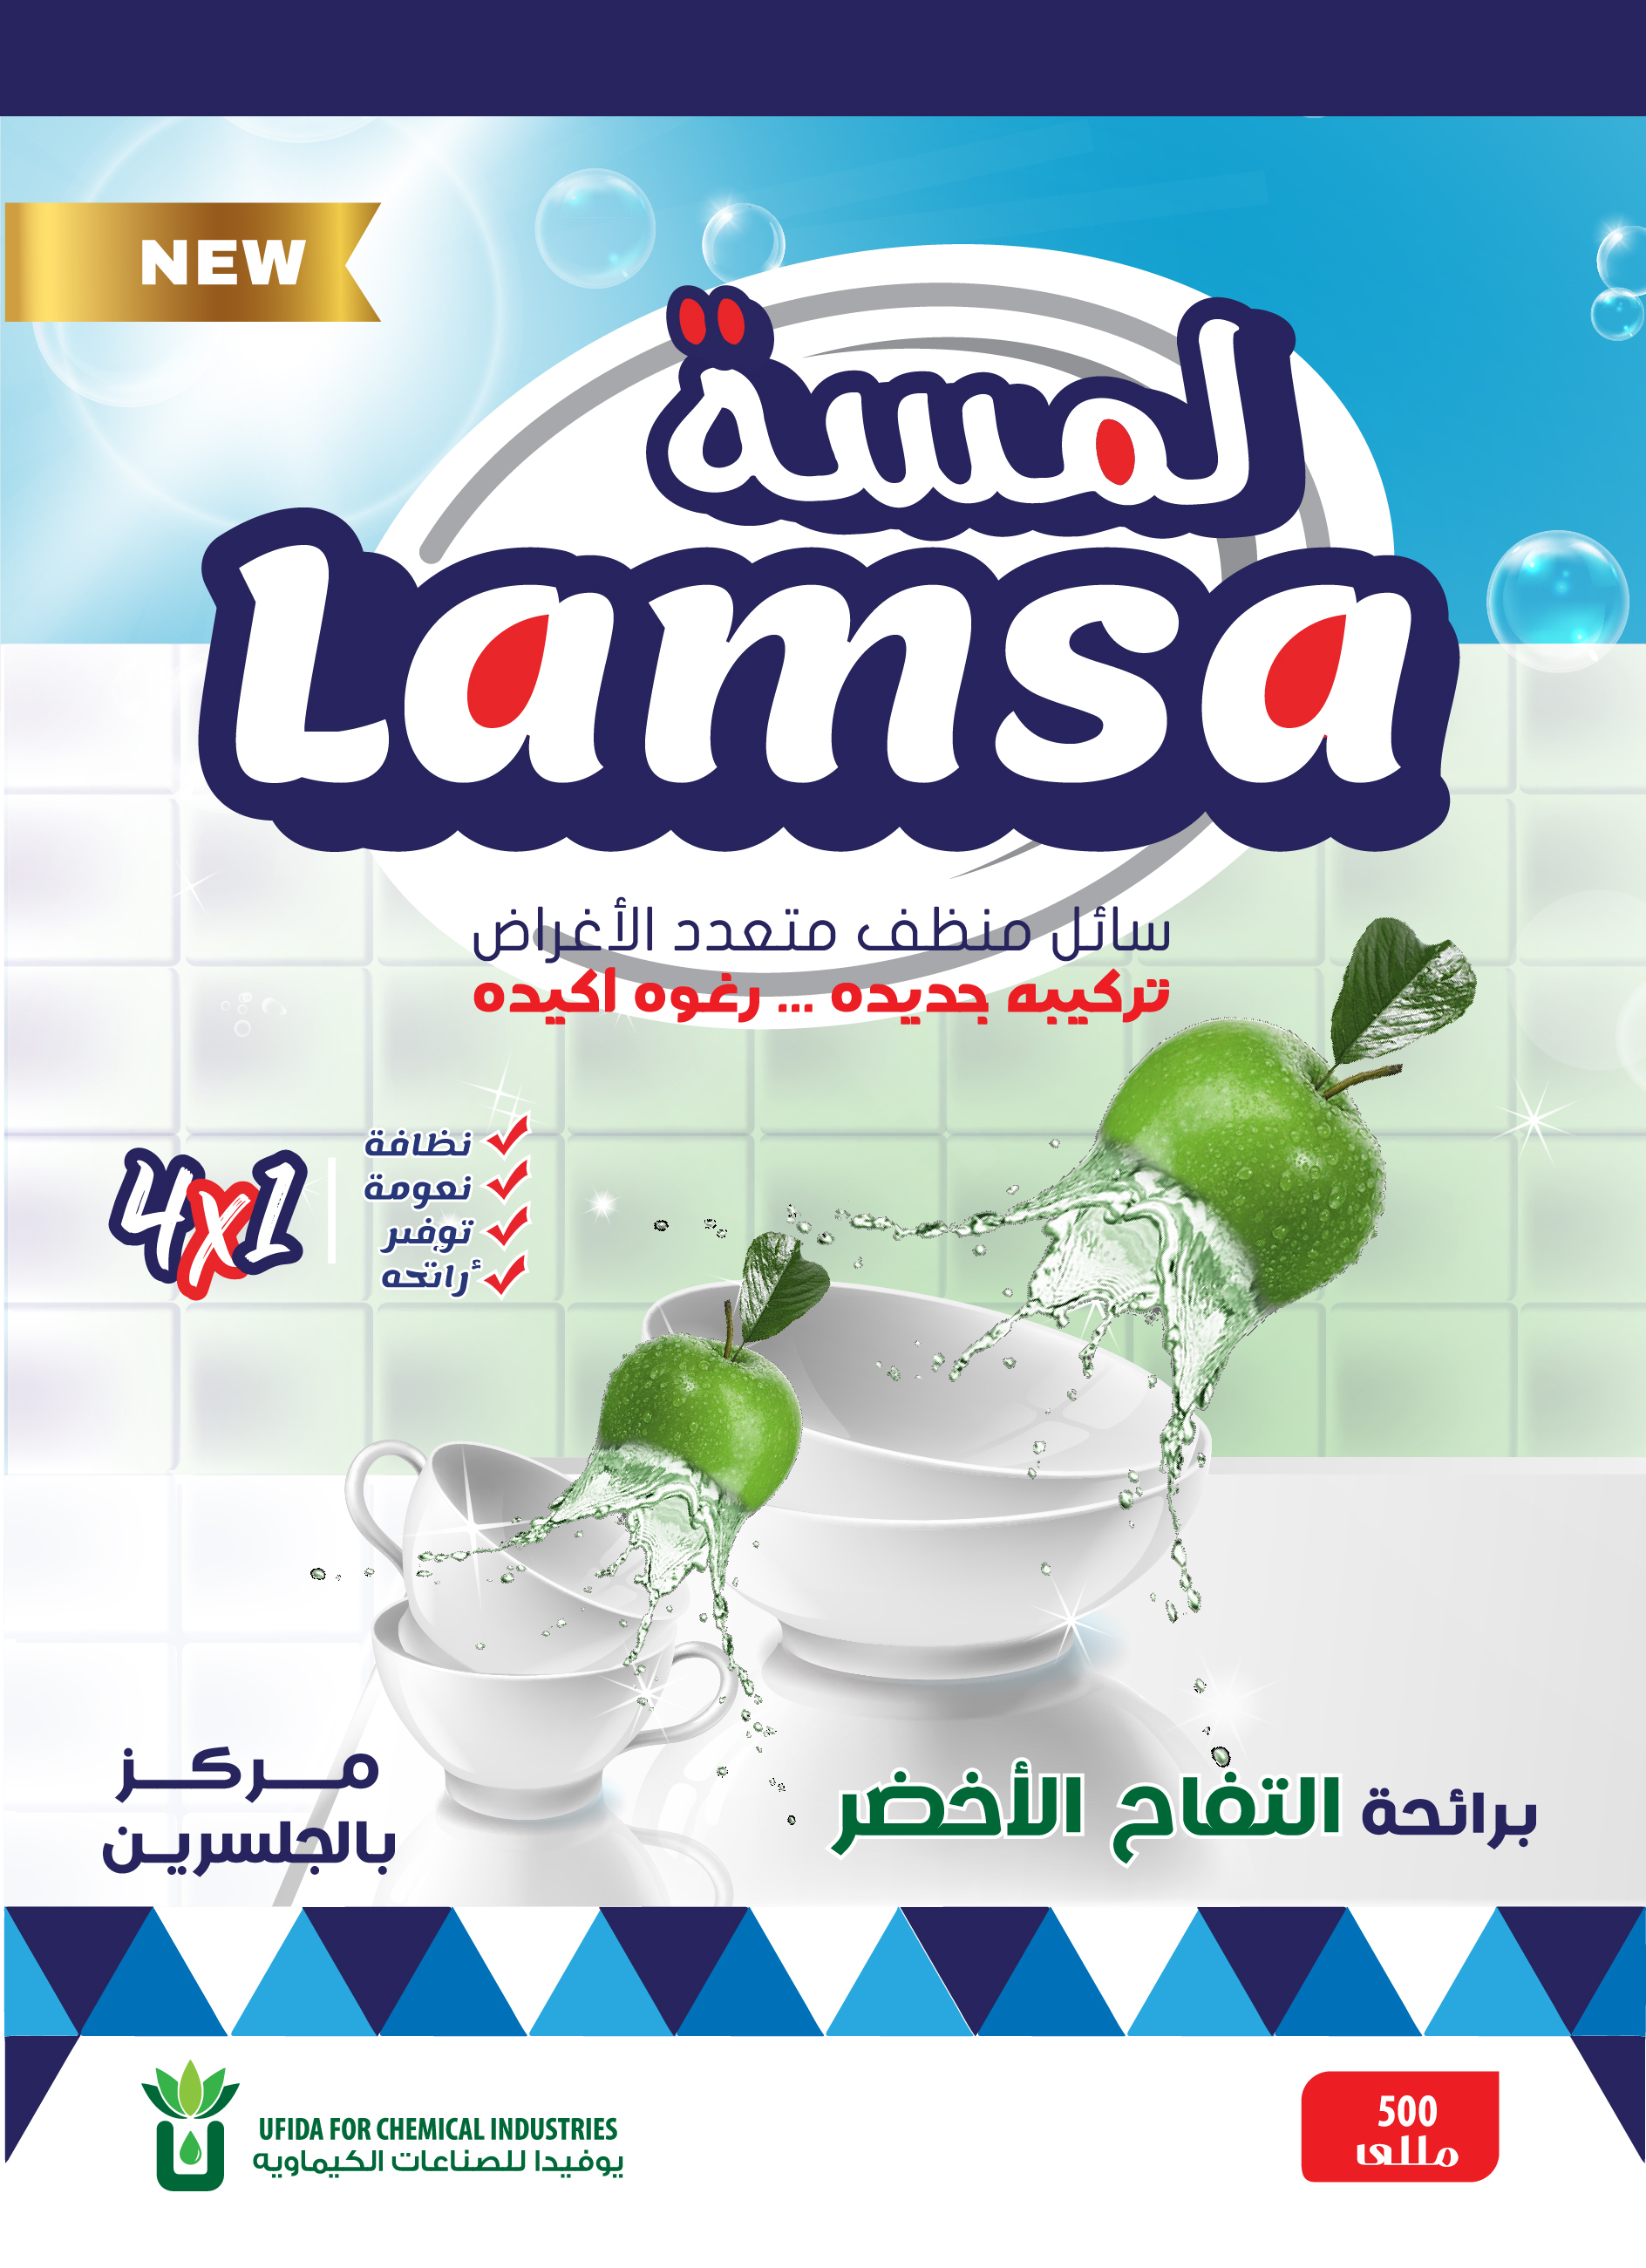 NEW
لمسة
Lamsa
سائل منظف متعدد الأغراض
تركيبه جديده ... رغوه اكيده
4x1
نظافة
نعومة
توفير
رائحه
برائحة التفاح الأخضر
مركز
بالجلسرين
UFIDA FOR CHEMICAL INDUSTRIES
يوفيدا للصناعات الكيماويه
500
مللى